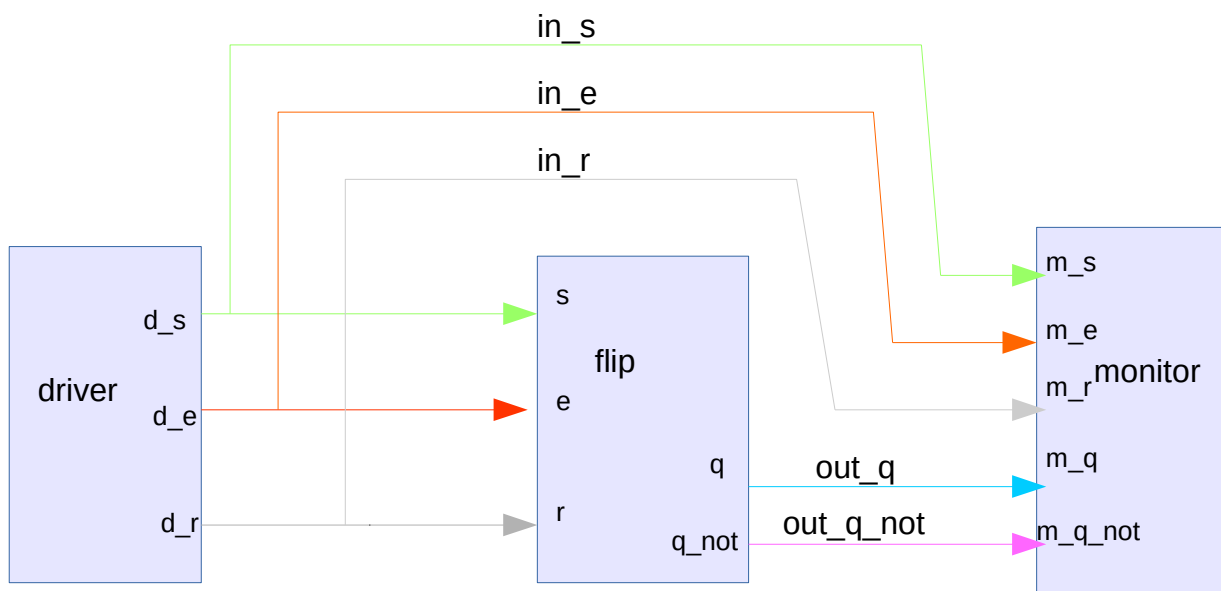 in_s
in_e
in_r
driver
d_s
d_e
d_r
flip
s
e
r
q
q_not
out_q
out_q_not
monitor
m_s
m_e
m_r
m_q
m_q_not